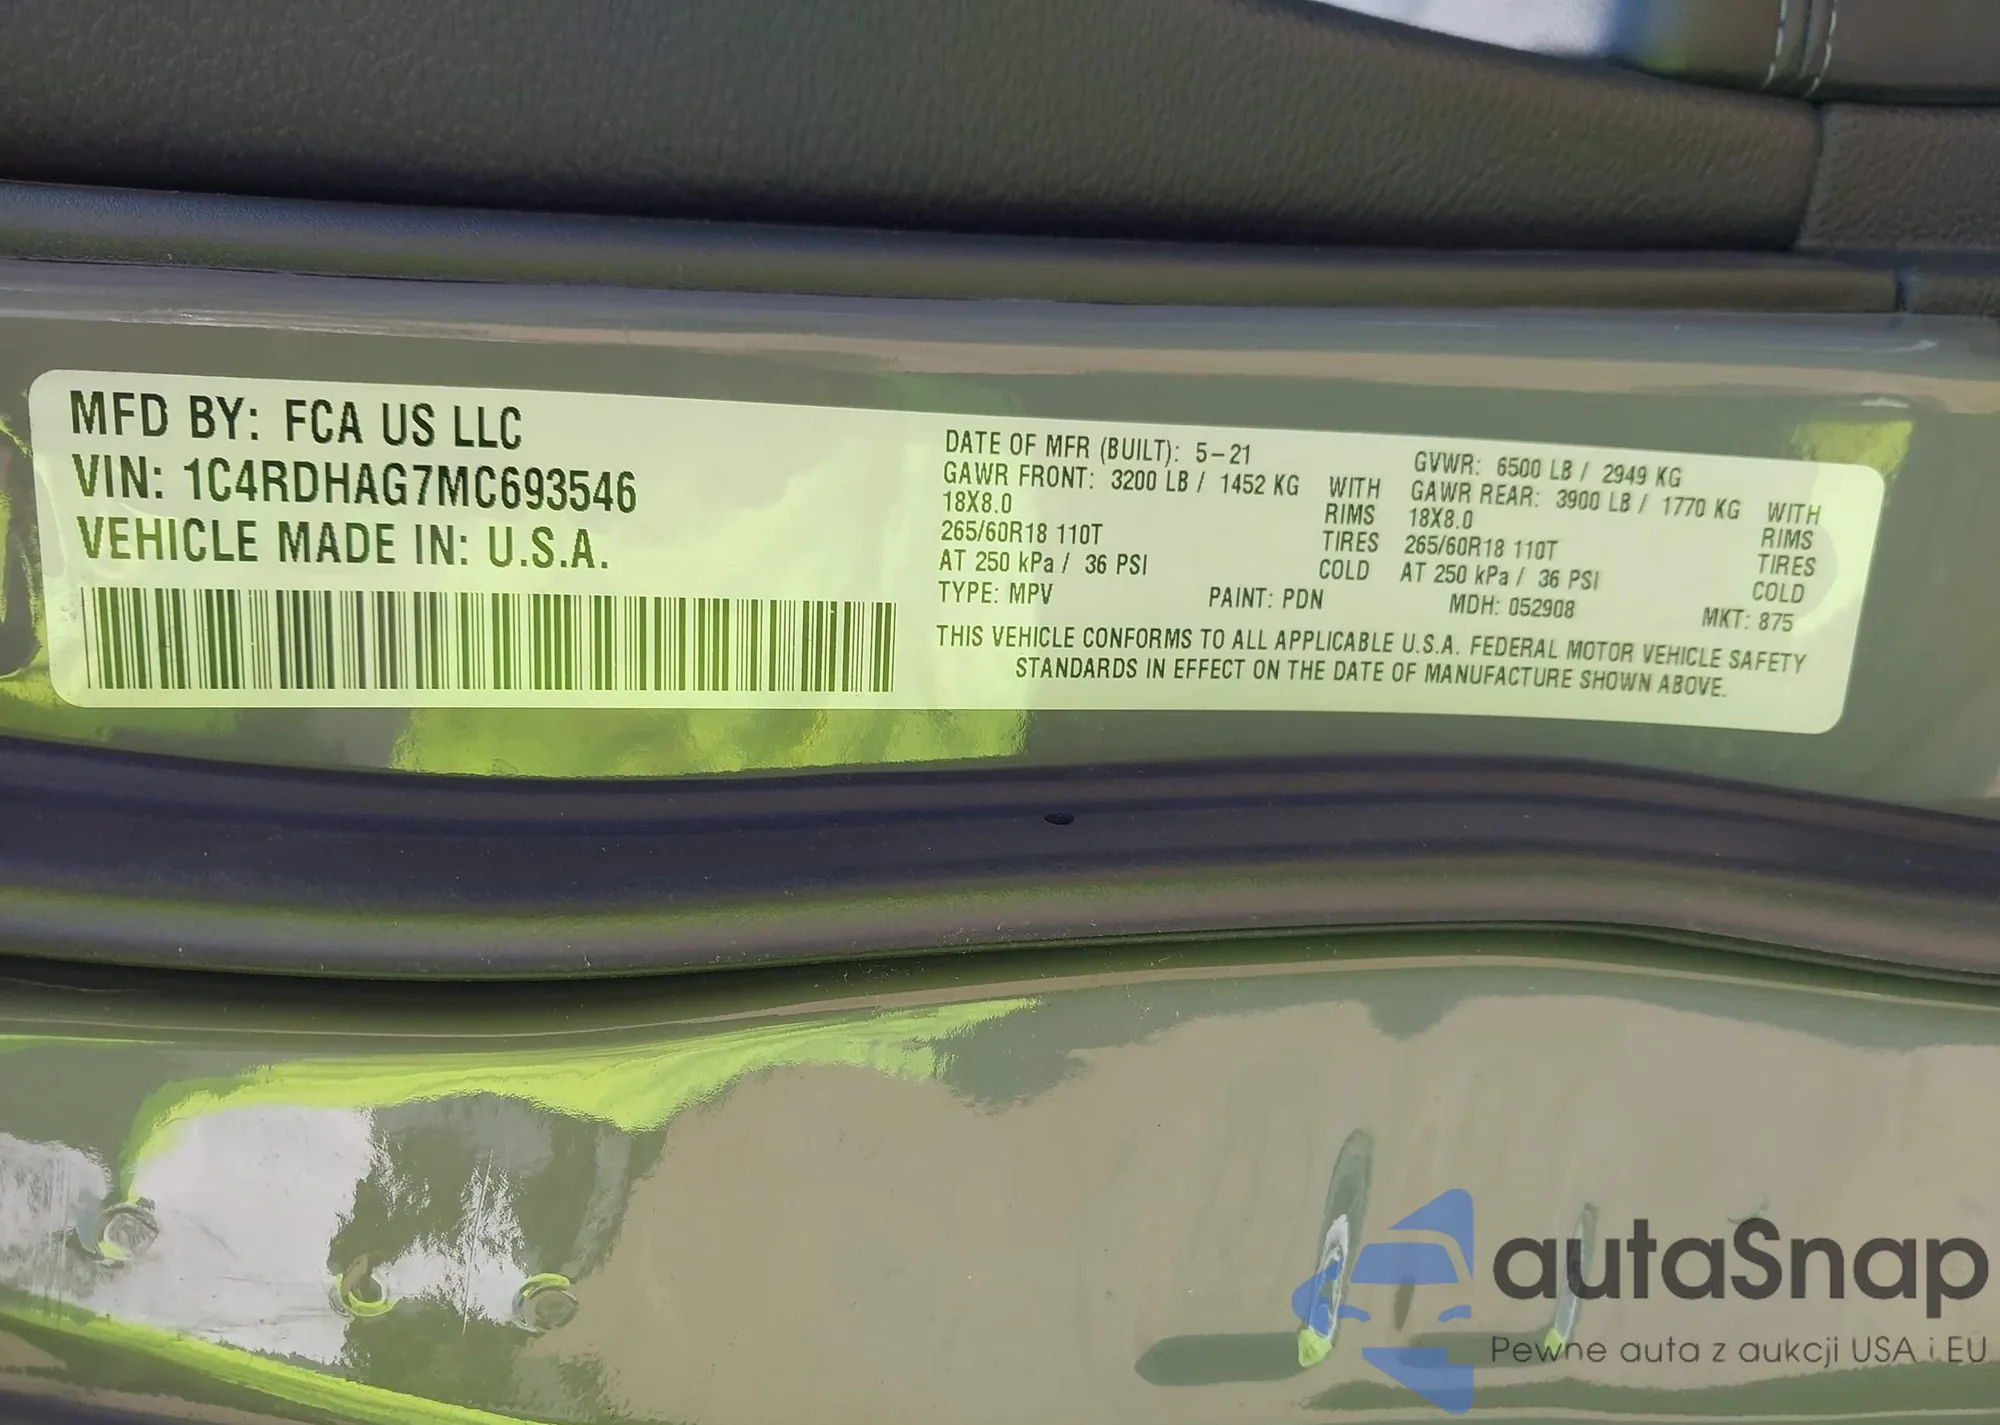 MFD BY: FCA US LLC
VIN: 1C4RDHAG7MC693546
VEHICLE MADE IN: U.S.A.
DATE OF MFR (BUILT): 5-21 GVWR: 6500 LB / 2949 KG
GAWR FRONT: 3200 LB / 1452 KG WITH GAWR REAR: 3900 LB / 1770 KG WITH
18X8.0 RIMS 18X8.0 RIMS
265/60R18 110T TIRES 265/60R18 110T TIRES
AT 250 kPa / 36 PSI COLD AT 250 kPa / 36 PSI COLD
TYPE: MPV PAINT: PDN MDH: 052908 MKT: 875
THIS VEHICLE CONFORMS TO ALL APPLICABLE U.S.A. FEDERAL MOTOR VEHICLE SAFETY
STANDARDS IN EFFECT ON THE DATE OF MANUFACTURE SHOWN ABOVE.
autaSnap
Pewne auta z aukcji USA i EU